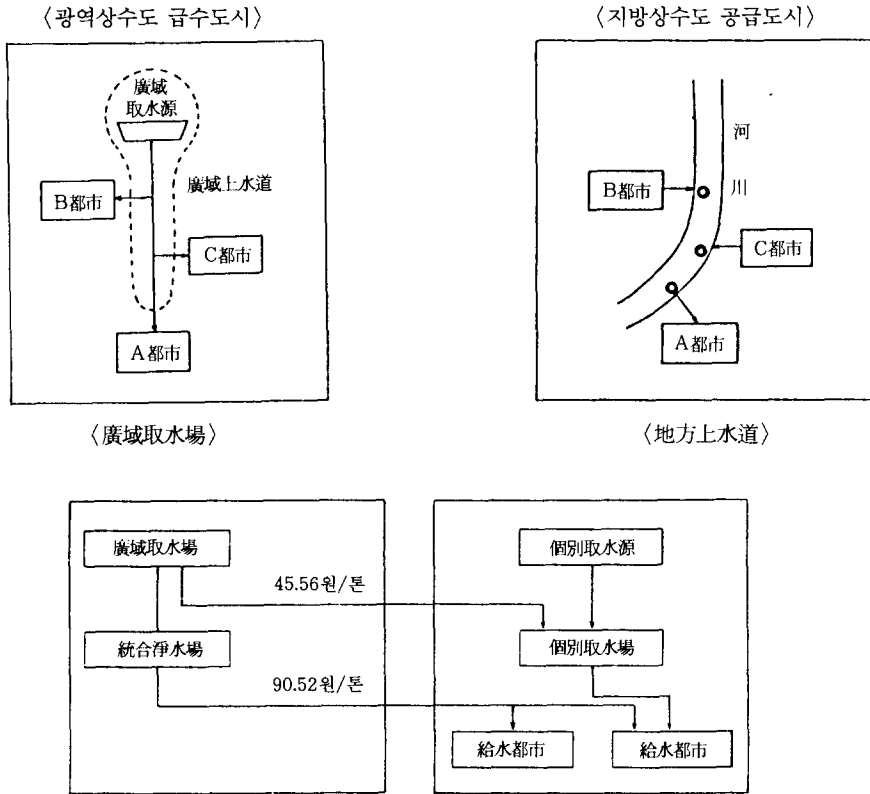 〈광역상수도 급수도시〉
〈지방상수도 공급도시〉
廣域
取水源
廣域上水道
B都市
C都市
A都市
河
川
B都市
C都市
A都市
〈廣域取水場〉
〈地方上水道〉
廣域取水場
個別取水源
45.56원/톤
統合淨水場
個別取水場
90.52원/톤
給水都市
給水都市